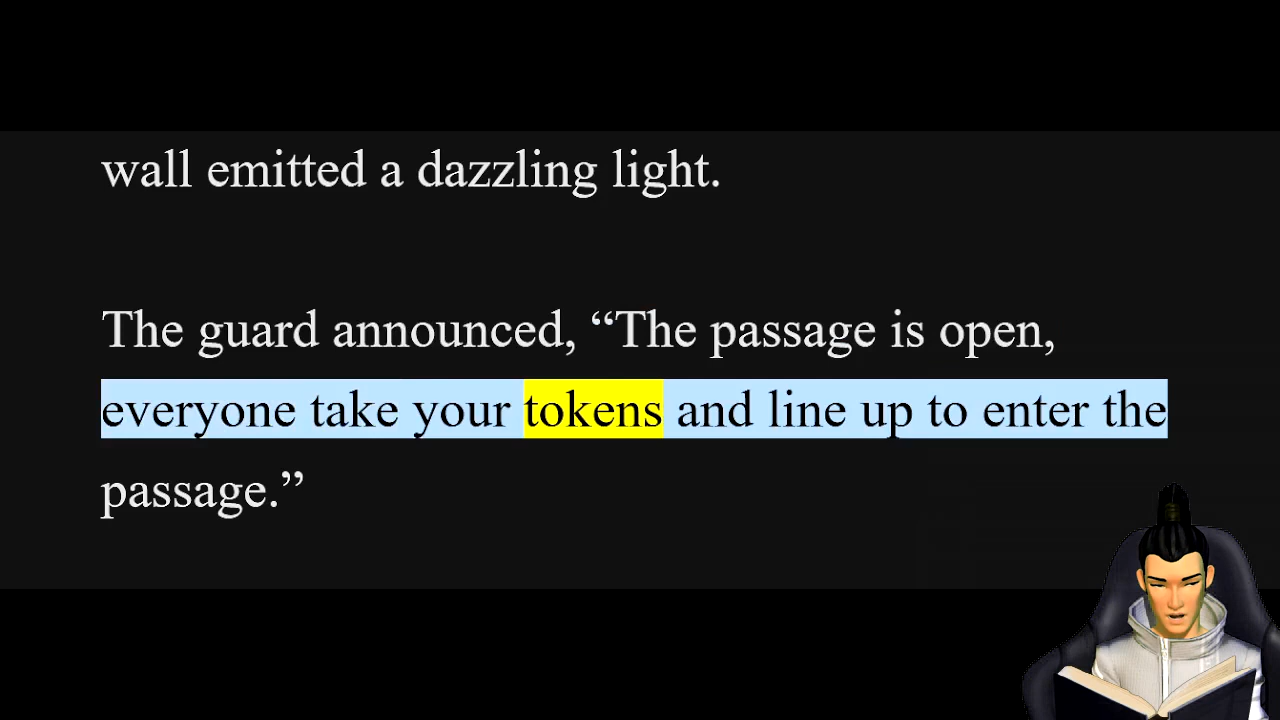 wall emitted a dazzling light.
The guard announced, “The passage is open,
everyone take your tokens and line up to enter the
passage.”